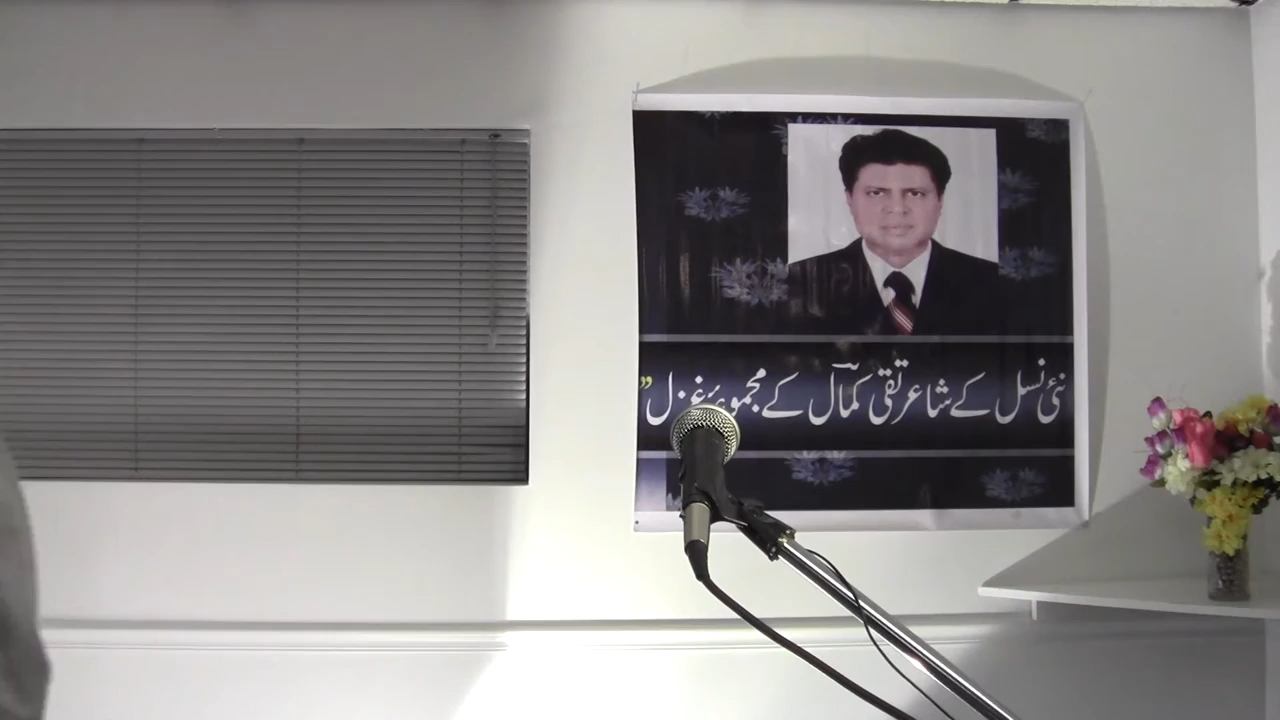 نئی نسل کے شاعر تقی کمال کے مجموعۂ غزل ”